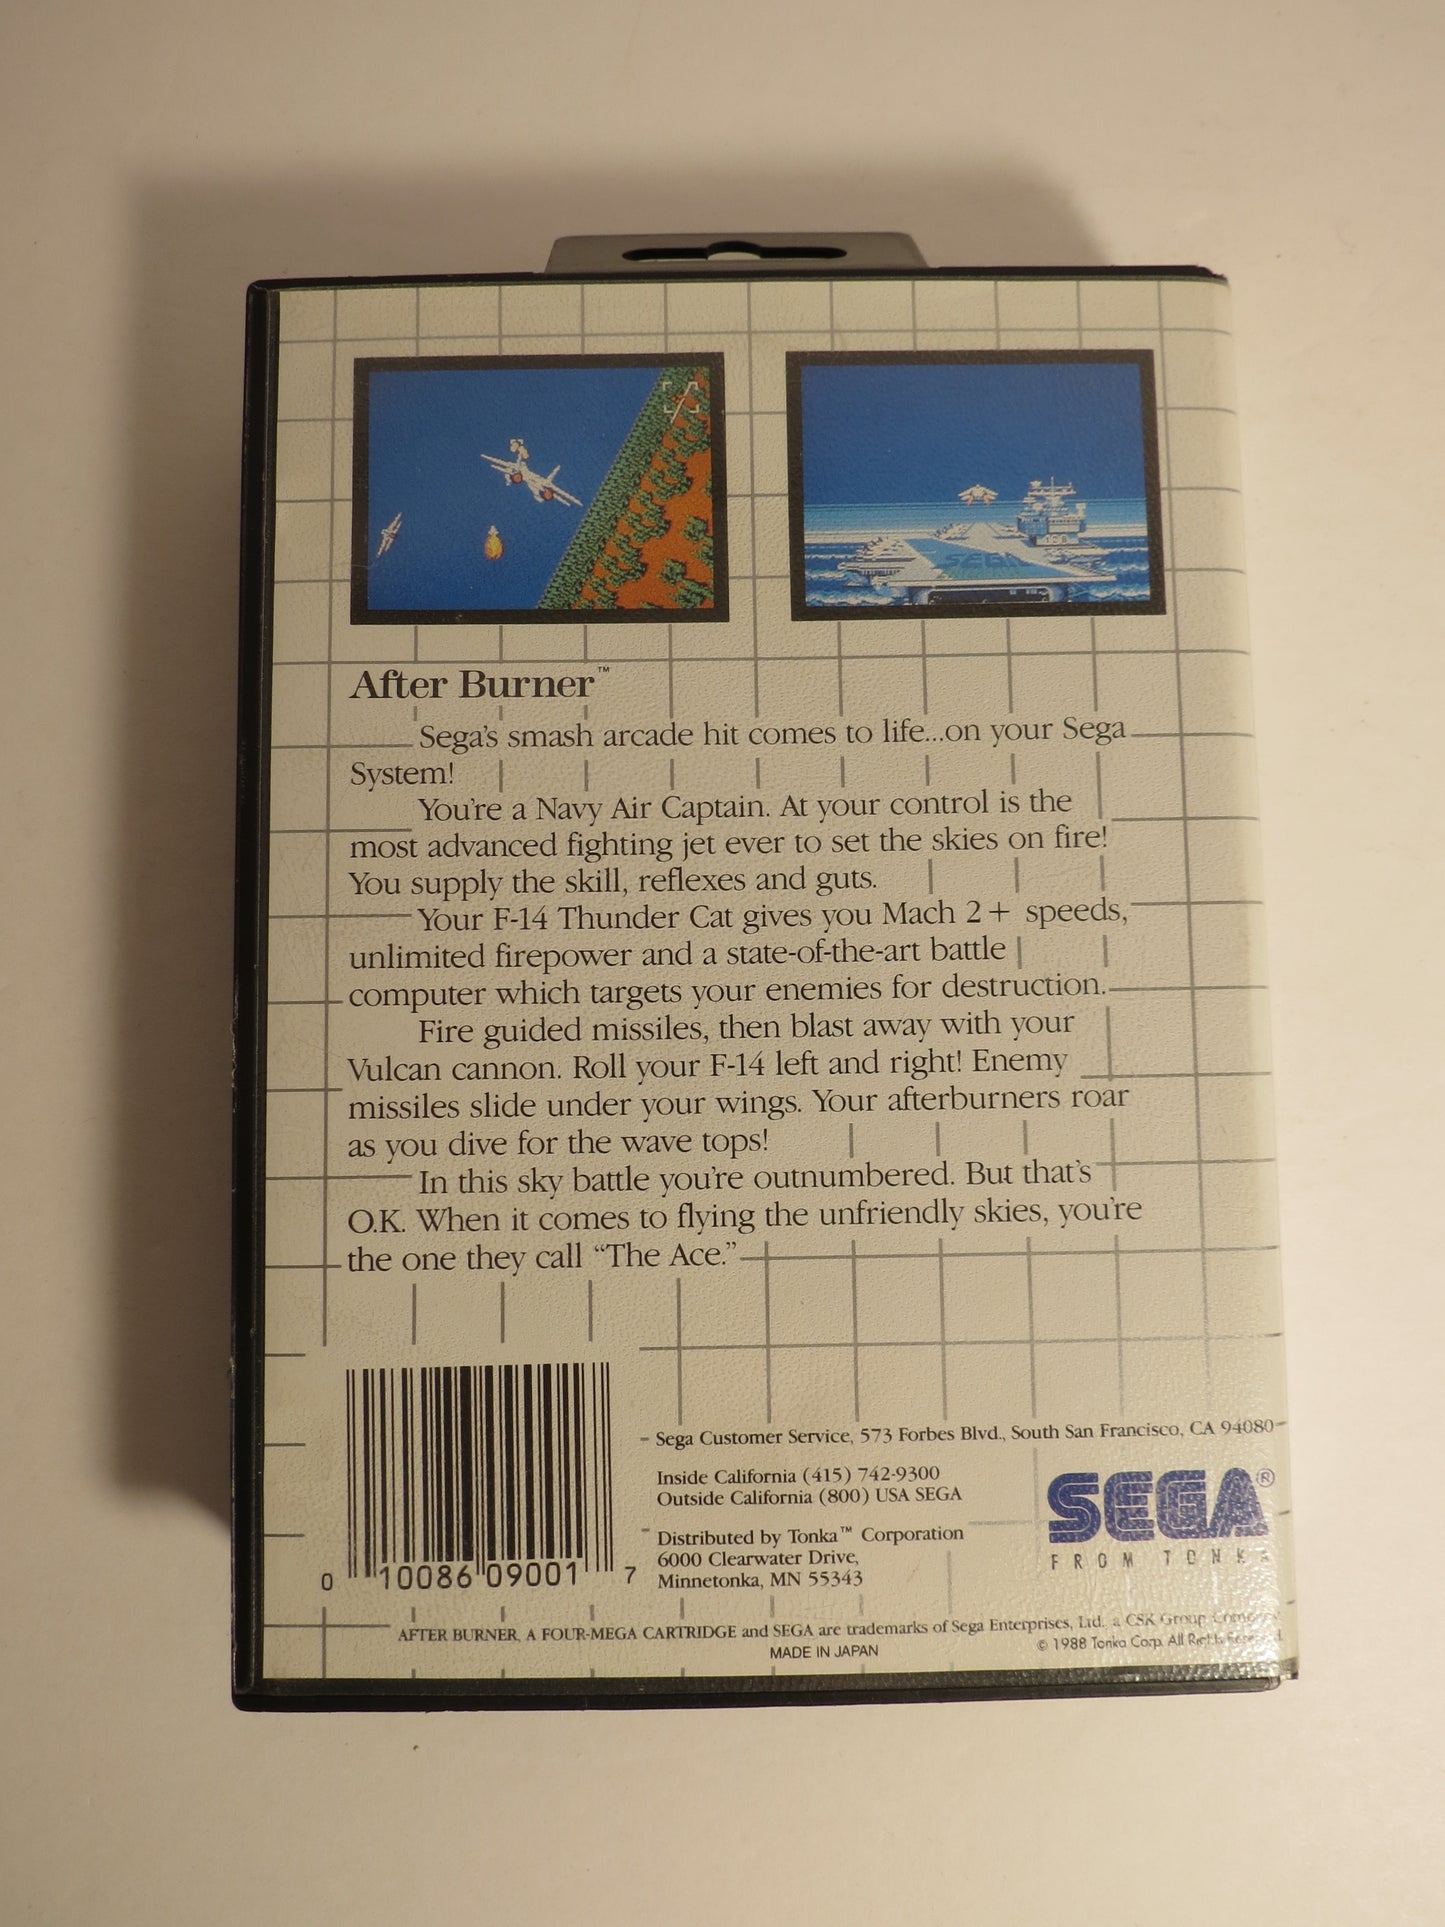 SEGA
After Burner™
Sega's smash arcade hit comes to life...on your Sega
System!
You're a Navy Air Captain. At your control is the
most advanced fighting jet ever to set the skies on fire!
You supply the skill, reflexes and guts.
Your F-14 Thunder Cat gives you Mach 2+ speeds,
unlimited firepower and a state-of-the-art battle
computer which targets your enemies for destruction.
Fire guided missiles, then blast away with your
Vulcan cannon. Roll your F-14 left and right! Enemy
missiles slide under your wings. Your afterburners roar
as you dive for the wave tops!
In this sky battle you're outnumbered. But that's
O.K. When it comes to flying the unfriendly skies, you're
the one they call “The Ace.”
0 10086 09001 7
Sega Customer Service, 573 Forbes Blvd., South San Francisco, CA 94080
Inside California (415) 742-9300
Outside California (800) USA SEGA
Distributed by Tonka™ Corporation
6000 Clearwater Drive,
Minnetonka, MN 55343
SEGA®
FROM TONKA
AFTER BURNER, A FOUR-MEGA CARTRIDGE and SEGA are trademarks of Sega Enterprises, Ltd. a CSK Group Company
MADE IN JAPAN
© 1988 Tonka Corp. All Rights Reserved.